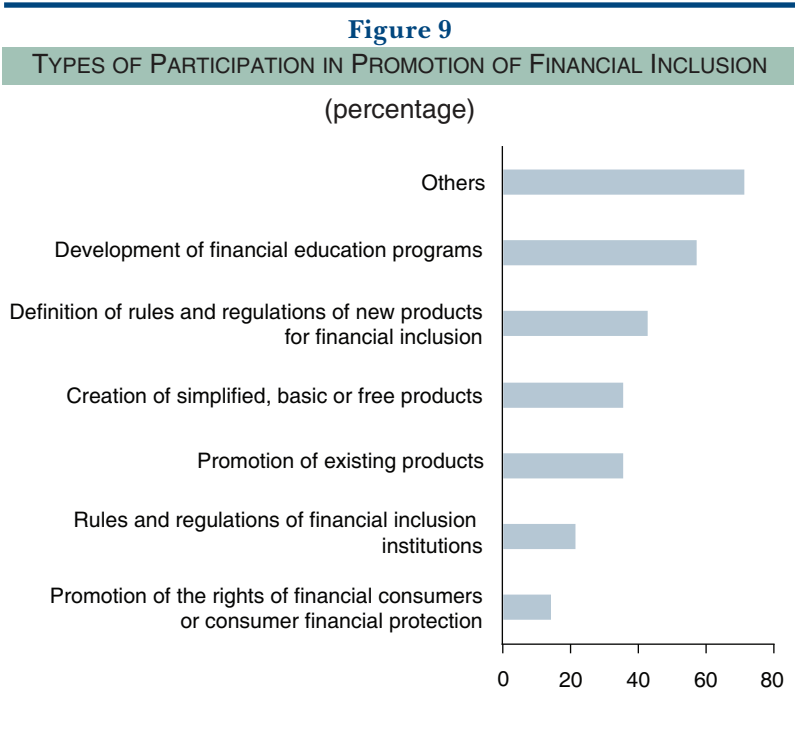 Figure 9
TYPES OF PARTICIPATION IN PROMOTION OF FINANCIAL INCLUSION
(percentage)
Others
Development of financial education programs
Definition of rules and regulations of new products
for financial inclusion
Creation of simplified, basic or free products
Promotion of existing products
Rules and regulations of financial inclusion
institutions
Promotion of the rights of financial consumers
or consumer financial protection
0 20 40 60 80